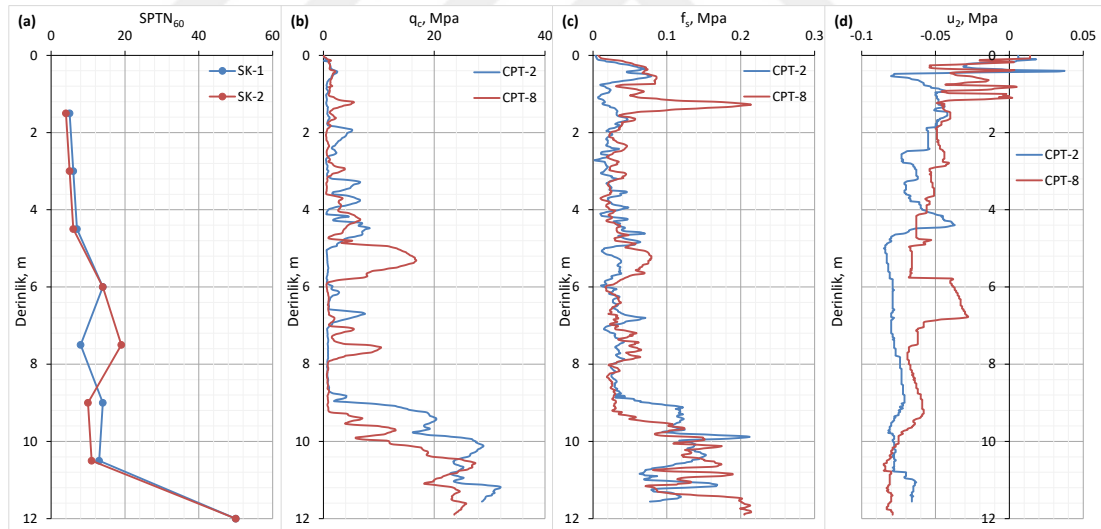 (a) SPTN₆₀
0 20 40 60
Derinlik, m
0
2
4
6
8
10
12
SK-1
SK-2
(b) q_c, Mpa
0 20 40
Derinlik, m
0
2
4
6
8
10
12
CPT-2
CPT-8
(c) f_s, Mpa
0 0.1 0.2 0.3
Derinlik, m
0
2
4
6
8
10
12
CPT-2
CPT-8
(d) u₂, Mpa
-0.1 -0.05 0 0.05
Derinlik, m
0
2
4
6
8
10
12
CPT-2
CPT-8